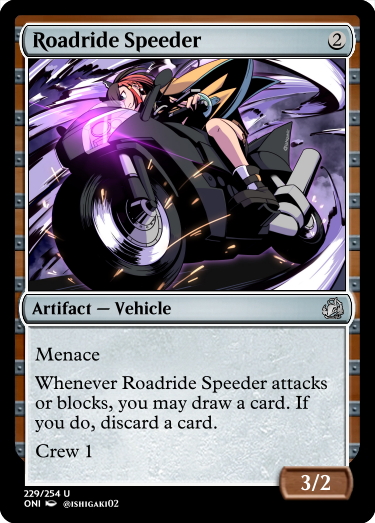 Roadride Speeder 2
Artifact — Vehicle
Menace
Whenever Roadride Speeder attacks
or blocks, you may draw a card. If
you do, discard a card.
Crew 1
3/2
229/254 U
ONI @ISHIGAKI02